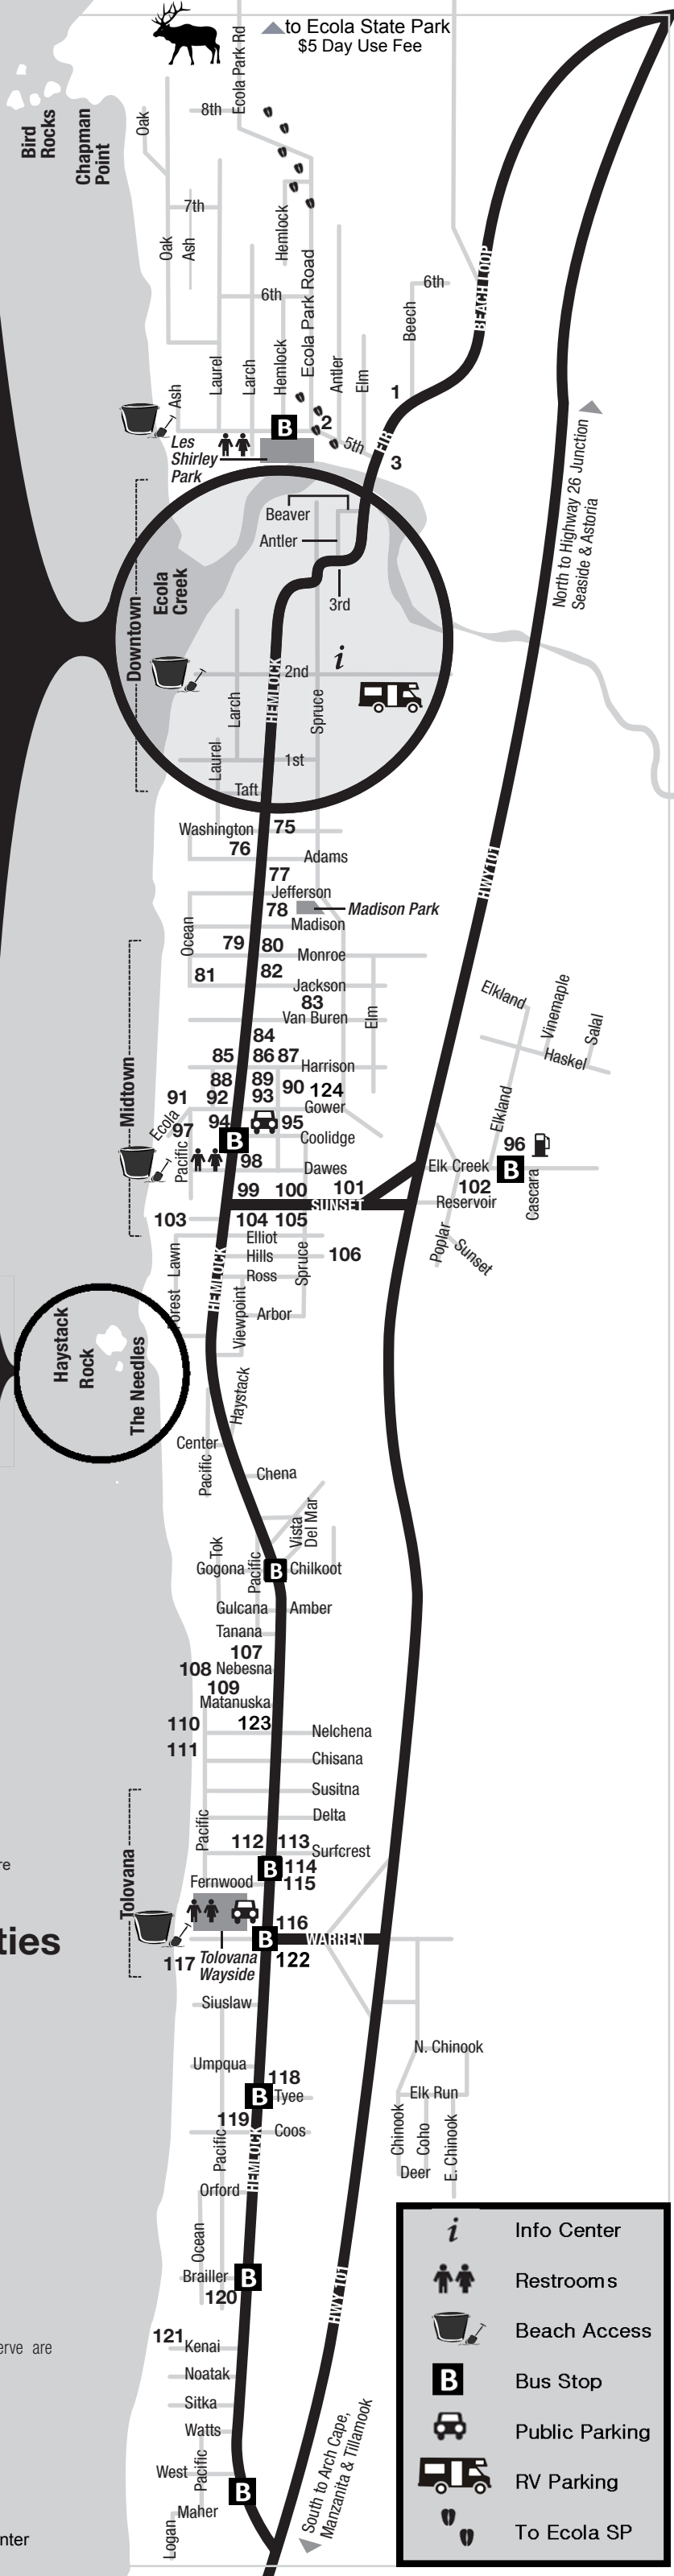 to Ecola State Park
$5 Day Use Fee
Ecola Park Rd
8th
Oak
Bird
Rocks
Chapman
Point
7th
Oak
Ash
Hemlock
Ecola Park Road
6th
6th
Beech
BEACH LOOP
Laurel
Larch
Hemlock
Antler
Elm
Ash
1
B
2
5th
FIR
3
Les
Shirley
Park
North to Highway 26 Junction
Seaside & Astoria
Beaver
Antler
Ecola
Creek
3rd
Downtown
HEMLOCK
2nd
i
Larch
Spruce
Laurel
1st
Taft
Washington
75
76
Adams
HWY 101
77
Jefferson
78
Madison Park
Madison
Ocean
79
80
Monroe
81
82
Jackson
83
Van Buren
Elm
84
85
86
87
Harrison
88
89
90
124
91
92
93
Gower
Midtown
Ecola
94
95
97
B
Coolidge
Pacific
98
Dawes
99
100
101
SUNSET
103
104
105
Elliot
Hills
106
Ross
Spruce
Forest Lawn
HEMLOCK
Viewpoint
Arbor
Elkland
Vinemaple
Salal
Haskel
Elkland
96
Elk Creek
B
102
Cascara
Reservoir
Poplar
Sunset
Haystack
Rock
The Needles
Haystack
Center
Pacific
Chena
Vista
Del Mar
Tok
Gogona
Pacific
B
Chilkoot
Gulcana
Amber
Tanana
107
108
Nebesna
109
Matanuska
110
123
Nelchena
111
Chisana
Susitna
Delta
Pacific
112
113
Surfcrest
B
114
Fernwood
115
Tolovana
116
B
WARREN
117
Tolovana
Wayside
122
Siuslaw
N. Chinook
Umpqua
118
B
Tyee
Elk Run
119
Coos
Chinook
Coho
E. Chinook
Deer
Pacific
HEMLOCK
Orford
Ocean
Brailler
B
120
HWY 101
121
Kenai
Noatak
Sitka
Watts
West
Pacific
B
Maher
Logan
South to Arch Cape,
Manzanita & Tillamook
re
ties
erve are
nter
i
Info Center
Restrooms
Beach Access
B
Bus Stop
Public Parking
RV Parking
To Ecola SP